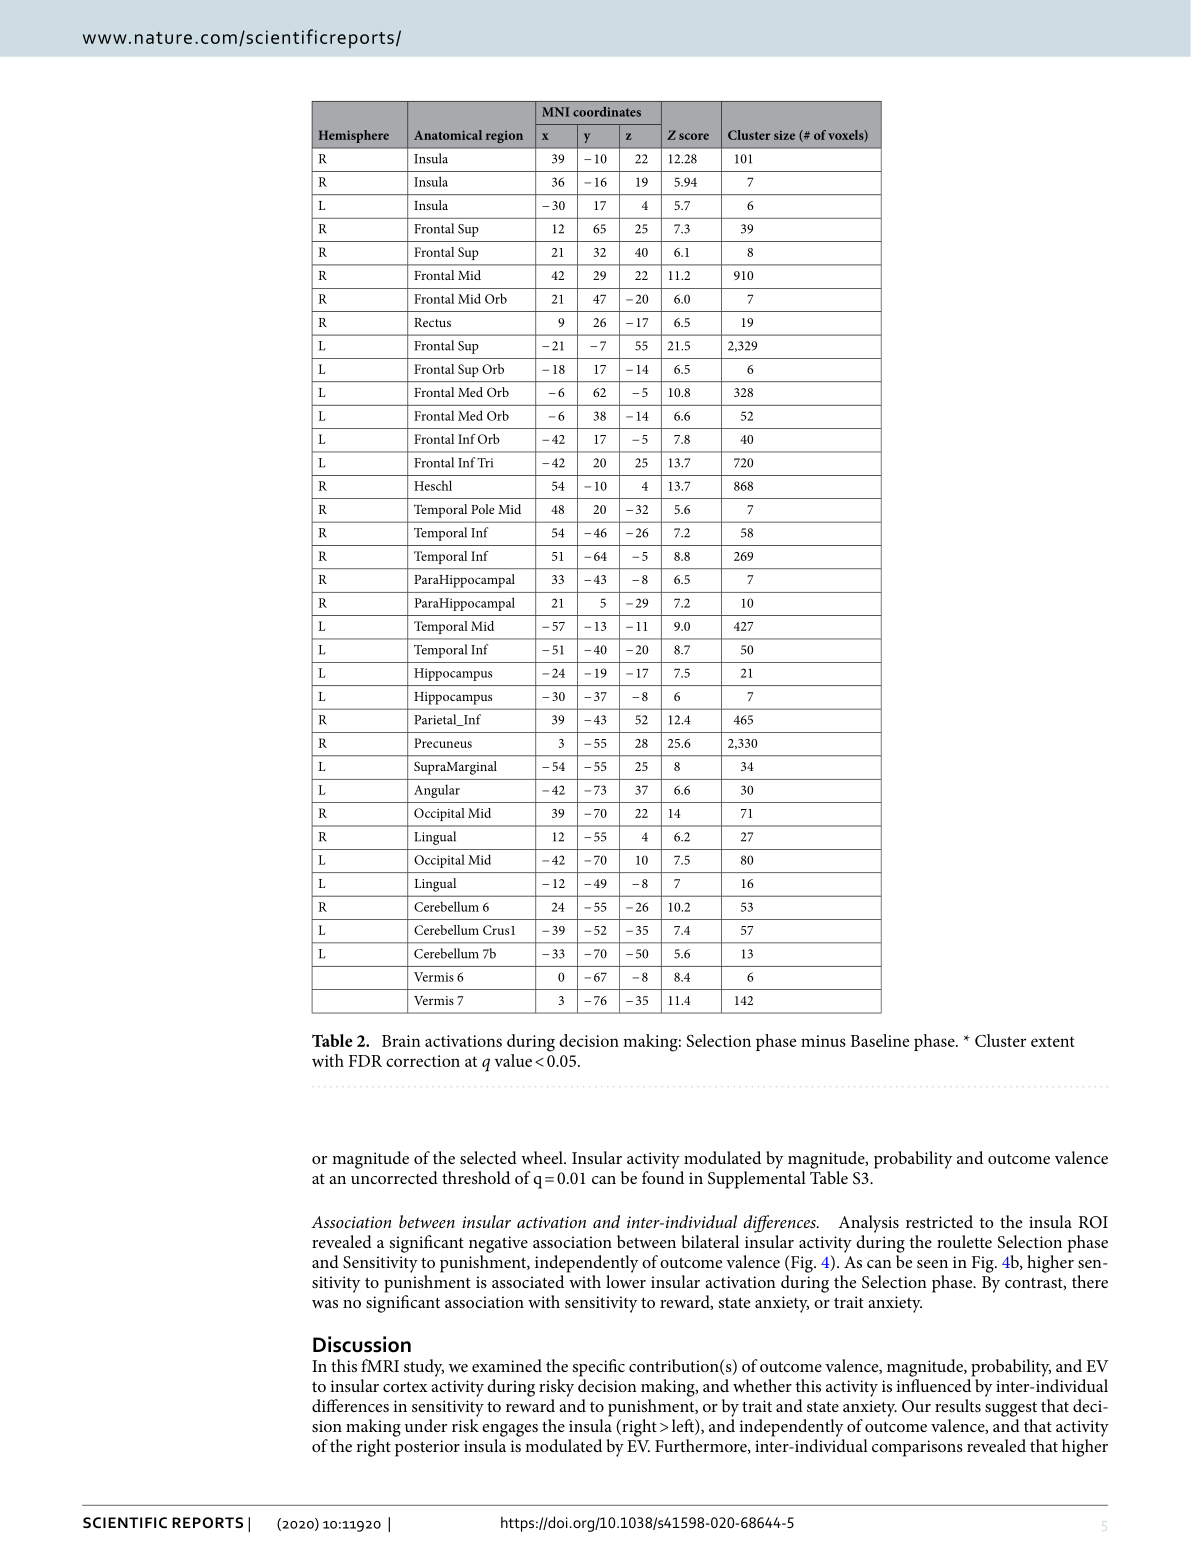 www.nature.com/scientificreports/
MNI coordinates
Hemisphere Anatomical region x y z Z score Cluster size (# of voxels)
R Insula 39 −10 22 12.28 101
R Insula 36 −16 19 5.94 7
L Insula −30 17 4 5.7 6
R Frontal Sup 12 65 25 7.3 39
R Frontal Sup 21 32 40 6.1 8
R Frontal Mid 42 29 22 11.2 910
R Frontal Mid Orb 21 47 −20 6.0 7
R Rectus 9 26 −17 6.5 19
L Frontal Sup −21 −7 55 21.5 2,329
L Frontal Sup Orb −18 17 −14 6.5 6
L Frontal Med Orb −6 62 −5 10.8 328
L Frontal Med Orb −6 38 −14 6.6 52
L Frontal Inf Orb −42 17 −5 7.8 40
L Frontal Inf Tri −42 20 25 13.7 720
R Heschl 54 −10 4 13.7 868
R Temporal Pole Mid 48 20 −32 5.6 7
R Temporal Inf 54 −46 −26 7.2 58
R Temporal Inf 51 −64 −5 8.8 269
R ParaHippocampal 33 −43 −8 6.5 7
R ParaHippocampal 21 5 −29 7.2 10
L Temporal Mid −57 −13 −11 9.0 427
L Temporal Inf −51 −40 −20 8.7 50
L Hippocampus −24 −19 −17 7.5 21
L Hippocampus −30 −37 −8 6 7
R Parietal_Inf 39 −43 52 12.4 465
R Precuneus 3 −55 28 25.6 2,330
L SupraMarginal −54 −55 25 8 34
L Angular −42 −73 37 6.6 30
R Occipital Mid 39 −70 22 14 71
R Lingual 12 −55 4 6.2 27
L Occipital Mid −42 −70 10 7.5 80
L Lingual −12 −49 −8 7 16
R Cerebellum 6 24 −55 −26 10.2 53
L Cerebellum Crus1 −39 −52 −35 7.4 57
L Cerebellum 7b −33 −70 −50 5.6 13
Vermis 6 0 −67 −8 8.4 6
Vermis 7 3 −76 −35 11.4 142
Table 2. Brain activations during decision making: Selection phase minus Baseline phase. * Cluster extent
with FDR correction at q value < 0.05.
or magnitude of the selected wheel. Insular activity modulated by magnitude, probability and outcome valence
at an uncorrected threshold of q = 0.01 can be found in Supplemental Table S3.
Association between insular activation and inter-individual differences. Analysis restricted to the insula ROI
revealed a significant negative association between bilateral insular activity during the roulette Selection phase
and Sensitivity to punishment, independently of outcome valence (Fig. 4). As can be seen in Fig. 4b, higher sen-
sitivity to punishment is associated with lower insular activation during the Selection phase. By contrast, there
was no significant association with sensitivity to reward, state anxiety, or trait anxiety.
Discussion
In this fMRI study, we examined the specific contribution(s) of outcome valence, magnitude, probability, and EV
to insular cortex activity during risky decision making, and whether this activity is influenced by inter-individual
differences in sensitivity to reward and to punishment, or by trait and state anxiety. Our results suggest that deci-
sion making under risk engages the insula (right > left), and independently of outcome valence, and that activity
of the right posterior insula is modulated by EV. Furthermore, inter-individual comparisons revealed that higher
SCIENTIFIC REPORTS | (2020) 10:11920 | https://doi.org/10.1038/s41598-020-68644-5 5